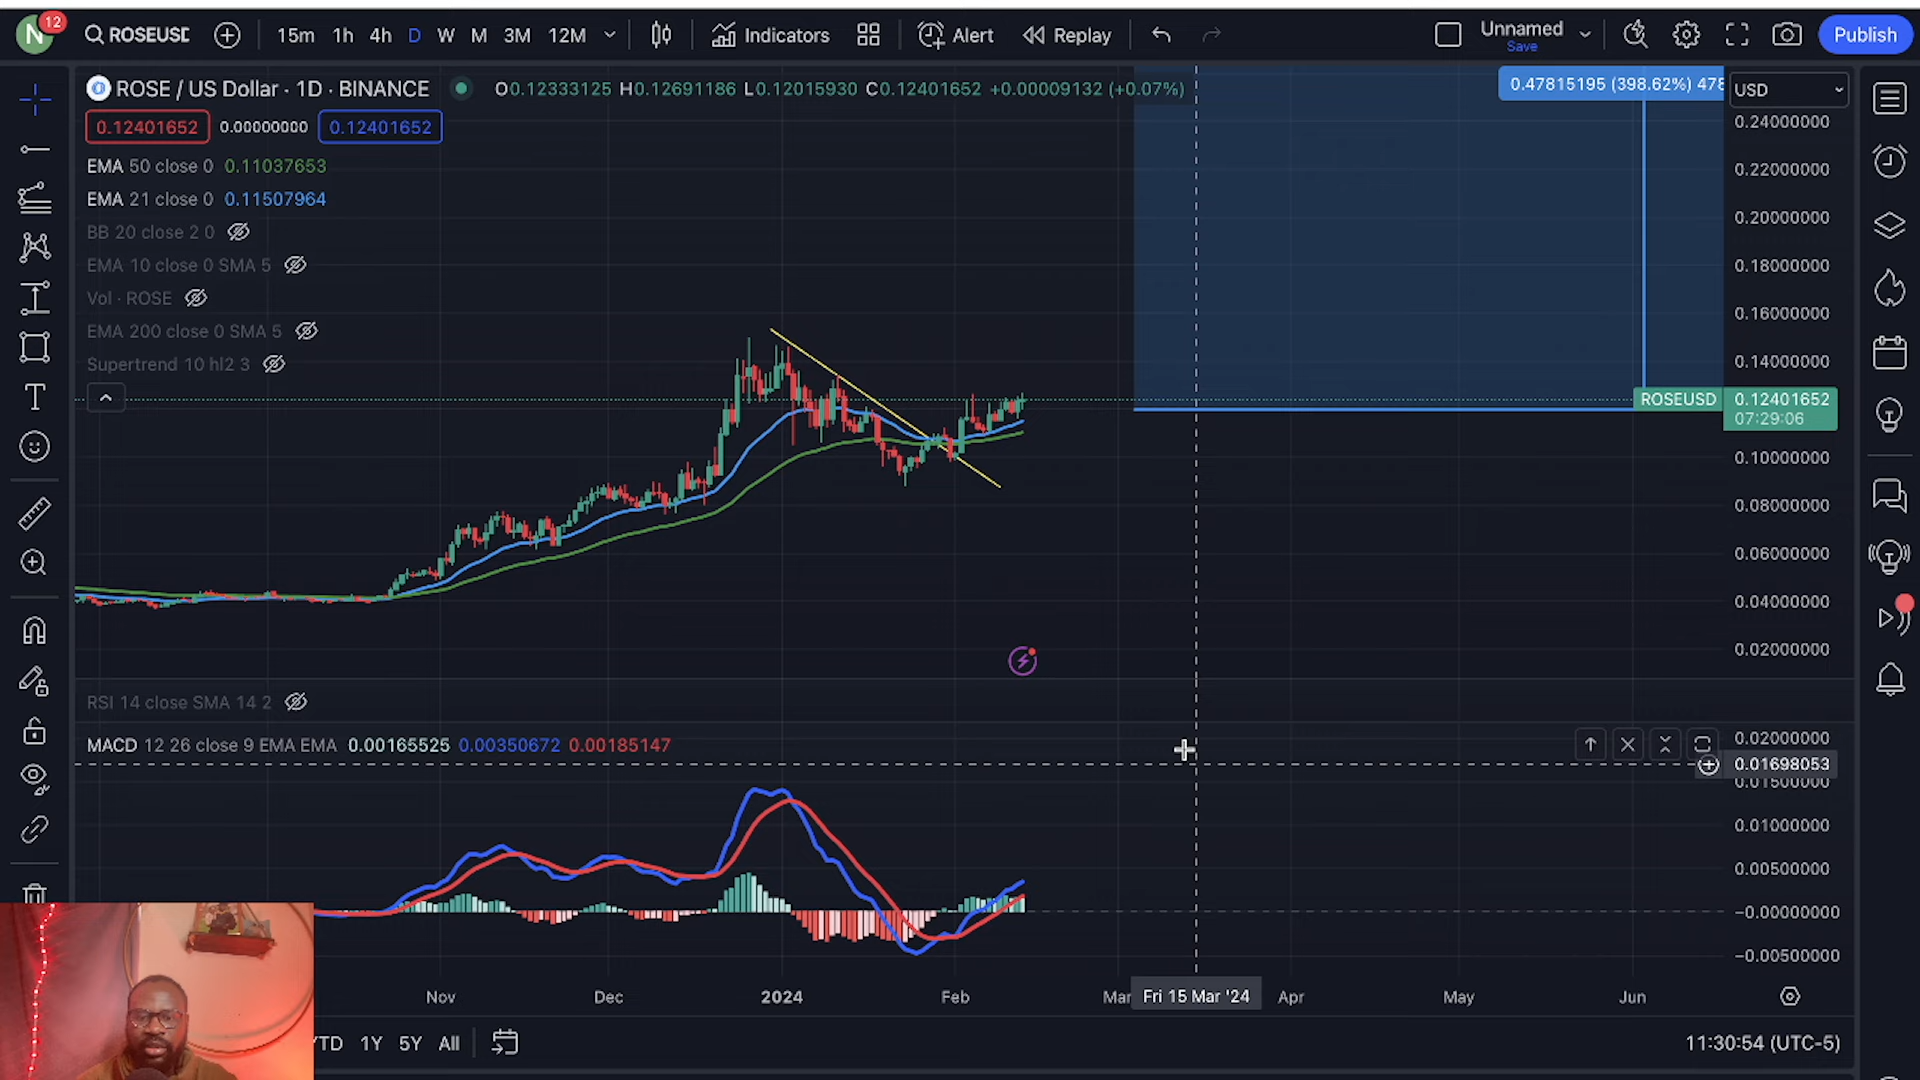 N 12 ROSEUSD 15m 1h 4h D W M 3M 12M Indicators Alert Replay Unnamed Save Publish
ROSE / US Dollar · 1D · BINANCE O0.12333125 H0.12691186 L0.12015930 C0.12401652 +0.00009132 (+0.07%)
0.47815195 (398.62%) 478
USD
0.12401652 0.00000000 0.12401652
EMA 50 close 0 0.11037653
EMA 21 close 0 0.11507964
BB 20 close 2 0
EMA 10 close 0 SMA 5
Vol · ROSE
EMA 200 close 0 SMA 5
Supertrend 10 hl2 3
0.24000000
0.22000000
0.20000000
0.18000000
0.16000000
0.14000000
ROSEUSD 0.12401652
07:29:06
0.10000000
0.08000000
0.06000000
0.04000000
0.02000000
RSI 14 close SMA 14 2
MACD 12 26 close 9 EMA EMA 0.00165525 0.00350672 0.00185147
0.02000000
0.01698053
0.01500000
0.01000000
0.00500000
−0.00000000
−0.00500000
Nov Dec 2024 Feb Mar Fri 15 Mar '24 Apr May Jun
YTD 1Y 5Y All
11:30:54 (UTC-5)